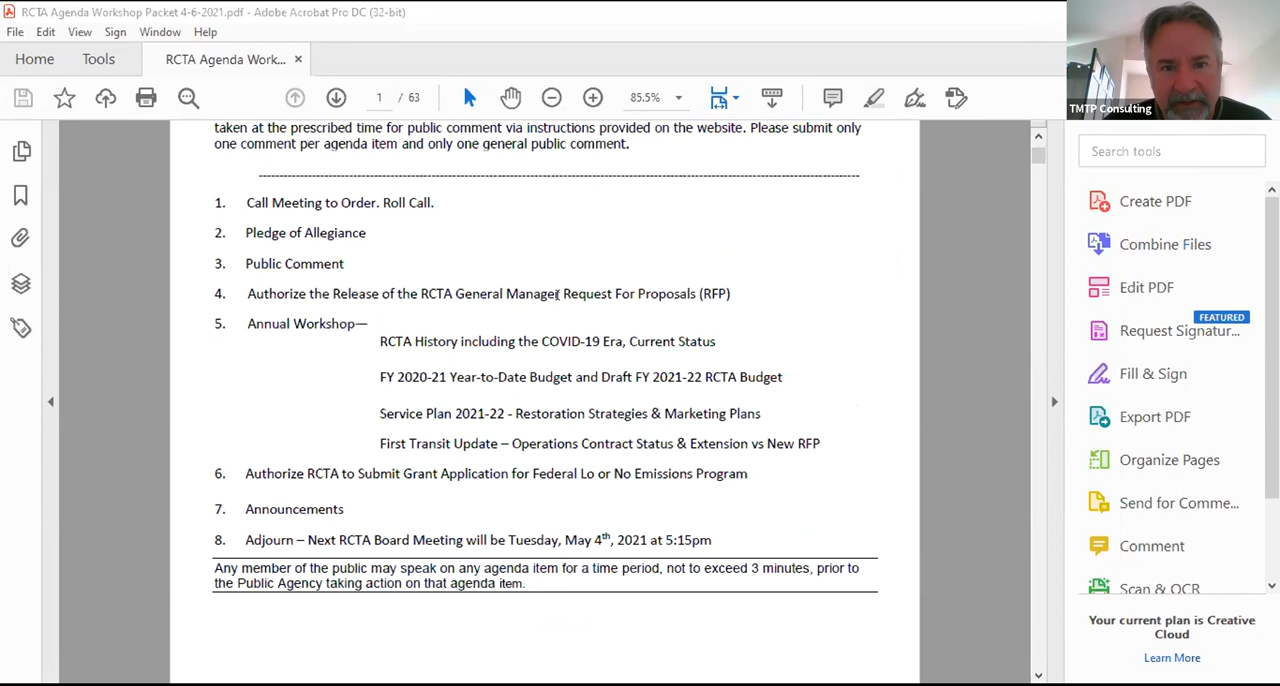 RCTA Agenda Workshop Packet 4-6-2021.pdf - Adobe Acrobat Pro DC (32-bit)
File Edit View Sign Window Help
Home Tools RCTA Agenda Work... ×
1 / 63 85.5%
TMTP Consulting
taken at the prescribed time for public comment via instructions provided on the website. Please submit only
one comment per agenda item and only one general public comment.
1. Call Meeting to Order. Roll Call.
2. Pledge of Allegiance
3. Public Comment
4. Authorize the Release of the RCTA General Manager Request For Proposals (RFP)
5. Annual Workshop—
RCTA History including the COVID-19 Era, Current Status
FY 2020-21 Year-to-Date Budget and Draft FY 2021-22 RCTA Budget
Service Plan 2021-22 - Restoration Strategies & Marketing Plans
First Transit Update – Operations Contract Status & Extension vs New RFP
6. Authorize RCTA to Submit Grant Application for Federal Lo or No Emissions Program
7. Announcements
8. Adjourn – Next RCTA Board Meeting will be Tuesday, May 4th, 2021 at 5:15pm
Any member of the public may speak on any agenda item for a time period, not to exceed 3 minutes, prior to
the Public Agency taking action on that agenda item.
Search tools
Create PDF
Combine Files
Edit PDF
FEATURED
Request Signatur...
Fill & Sign
Export PDF
Organize Pages
Send for Comme...
Comment
Scan & OCR
Your current plan is Creative
Cloud
Learn More